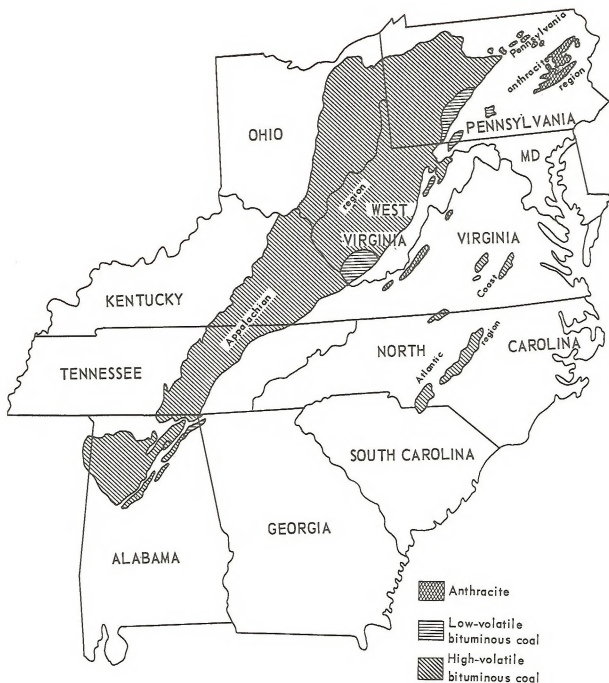 Pennsylvania
anthracite
region
PENNSYLVANIA
OHIO
MD
region
WEST
VIRGINIA
VIRGINIA
Coast
KENTUCKY
Appalachian
NORTH
CAROLINA
Atlantic
region
TENNESSEE
SOUTH CAROLINA
GEORGIA
ALABAMA
Anthracite
Low-volatile
bituminous coal
High-volatile
bituminous coal